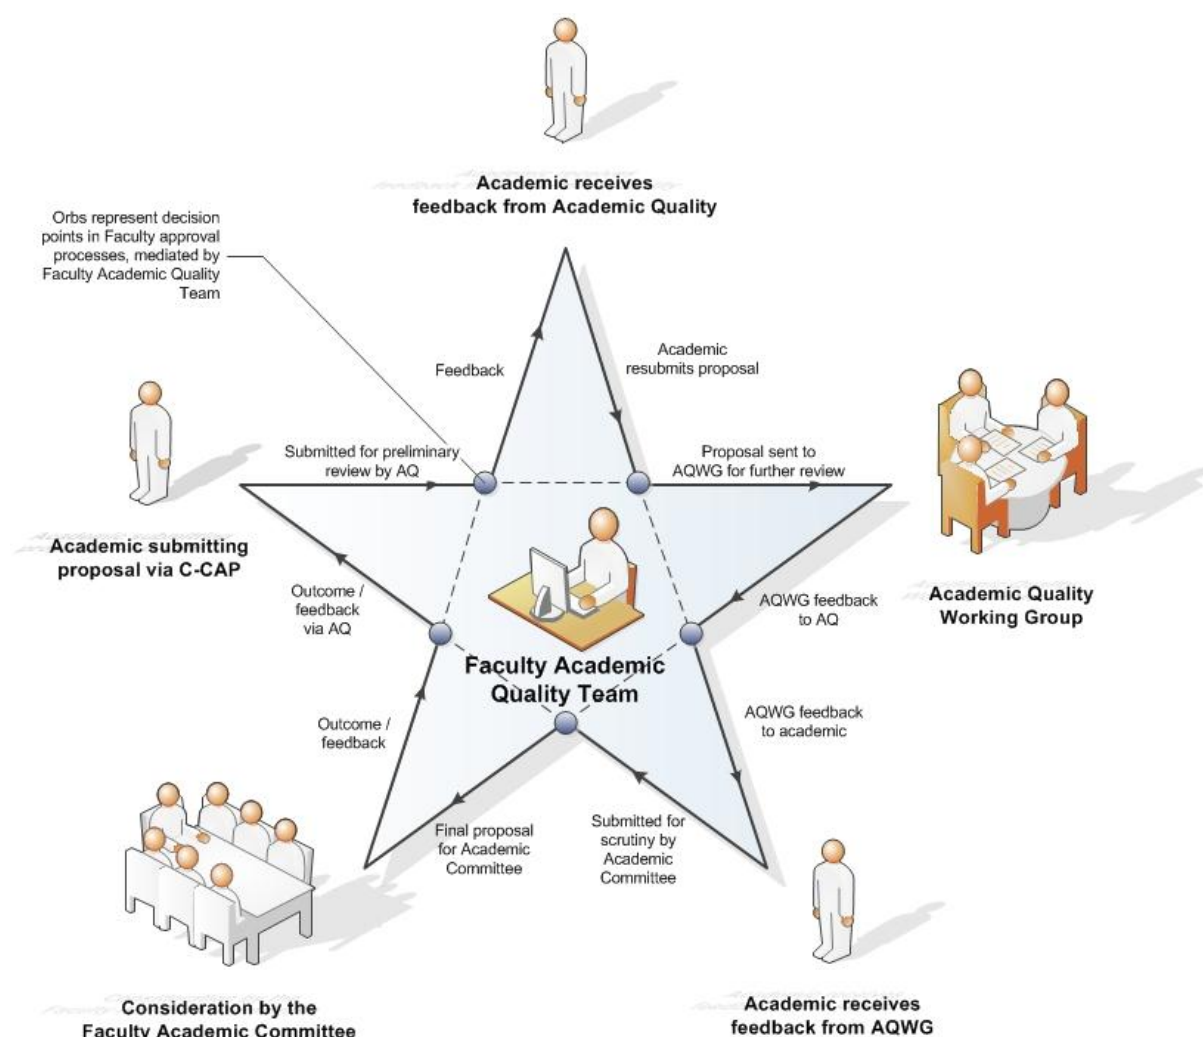 Academic receives
feedback from Academic Quality
Orbs represent decision
points in Faculty approval
processes, mediated by
Faculty Academic Quality
Team
Feedback
Academic
resubmits proposal
Submitted for preliminary
review by AQ
Proposal sent to
AQWG for further review
Academic submitting
proposal via C-CAP
Academic Quality
Working Group
Outcome /
feedback
via AQ
AQWG feedback
to AQ
Faculty Academic
Quality Team
Outcome /
feedback
AQWG feedback
to academic
Final proposal
for Academic
Committee
Submitted for
scrutiny by
Academic
Committee
Consideration by the
Faculty Academic Committee
Academic receives
feedback from AQWG